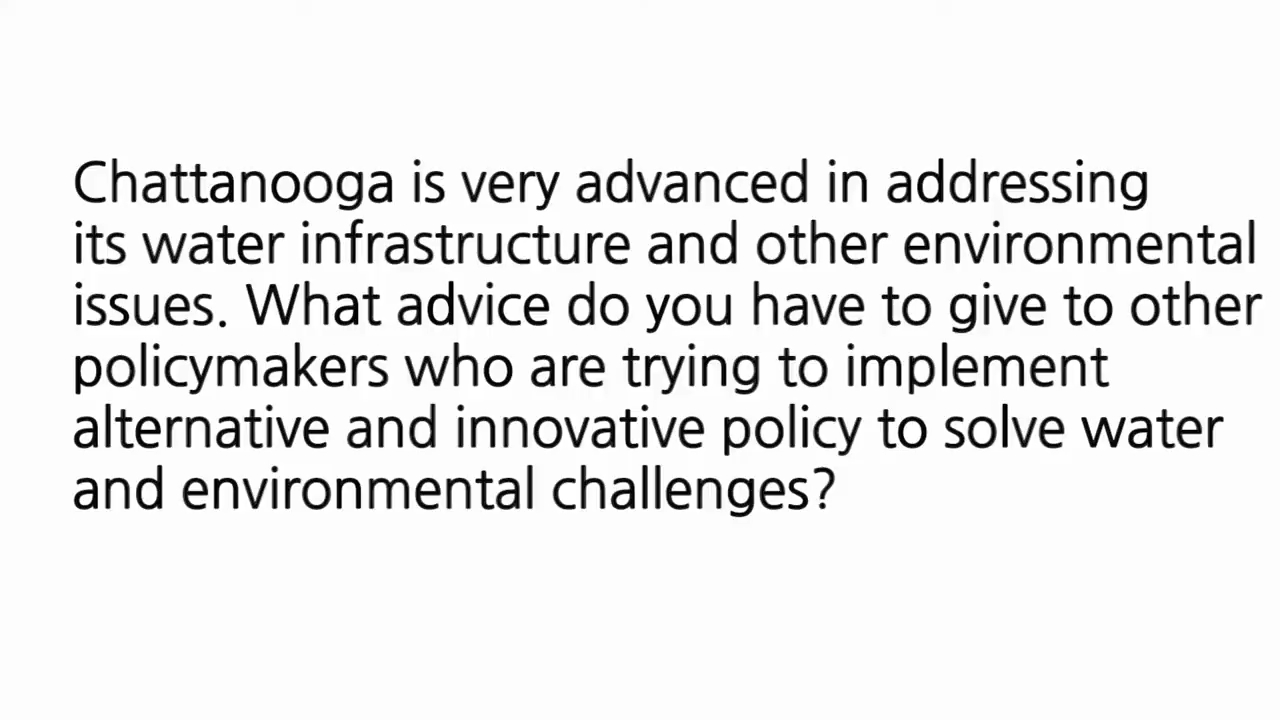 Chattanooga is very advanced in addressing
its water infrastructure and other environmental
issues. What advice do you have to give to other
policymakers who are trying to implement
alternative and innovative policy to solve water
and environmental challenges?